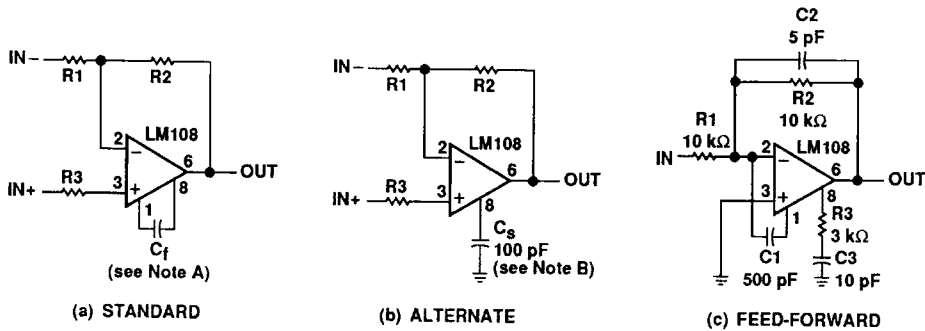 IN−
R1
R2
2
LM108
−
6
OUT
IN+
R3
3
+
8
1
Cf
(see Note A)
(a) STANDARD
IN−
R1
R2
2
LM108
−
6
OUT
IN+
R3
3
+
8
Cs
100 pF
(see Note B)
(b) ALTERNATE
C2
5 pF
R2
10 kΩ
R1
10 kΩ
LM108
IN
2
−
6
OUT
3
+
8
1
R3
3 kΩ
C1
500 pF
C3
10 pF
(c) FEED-FORWARD